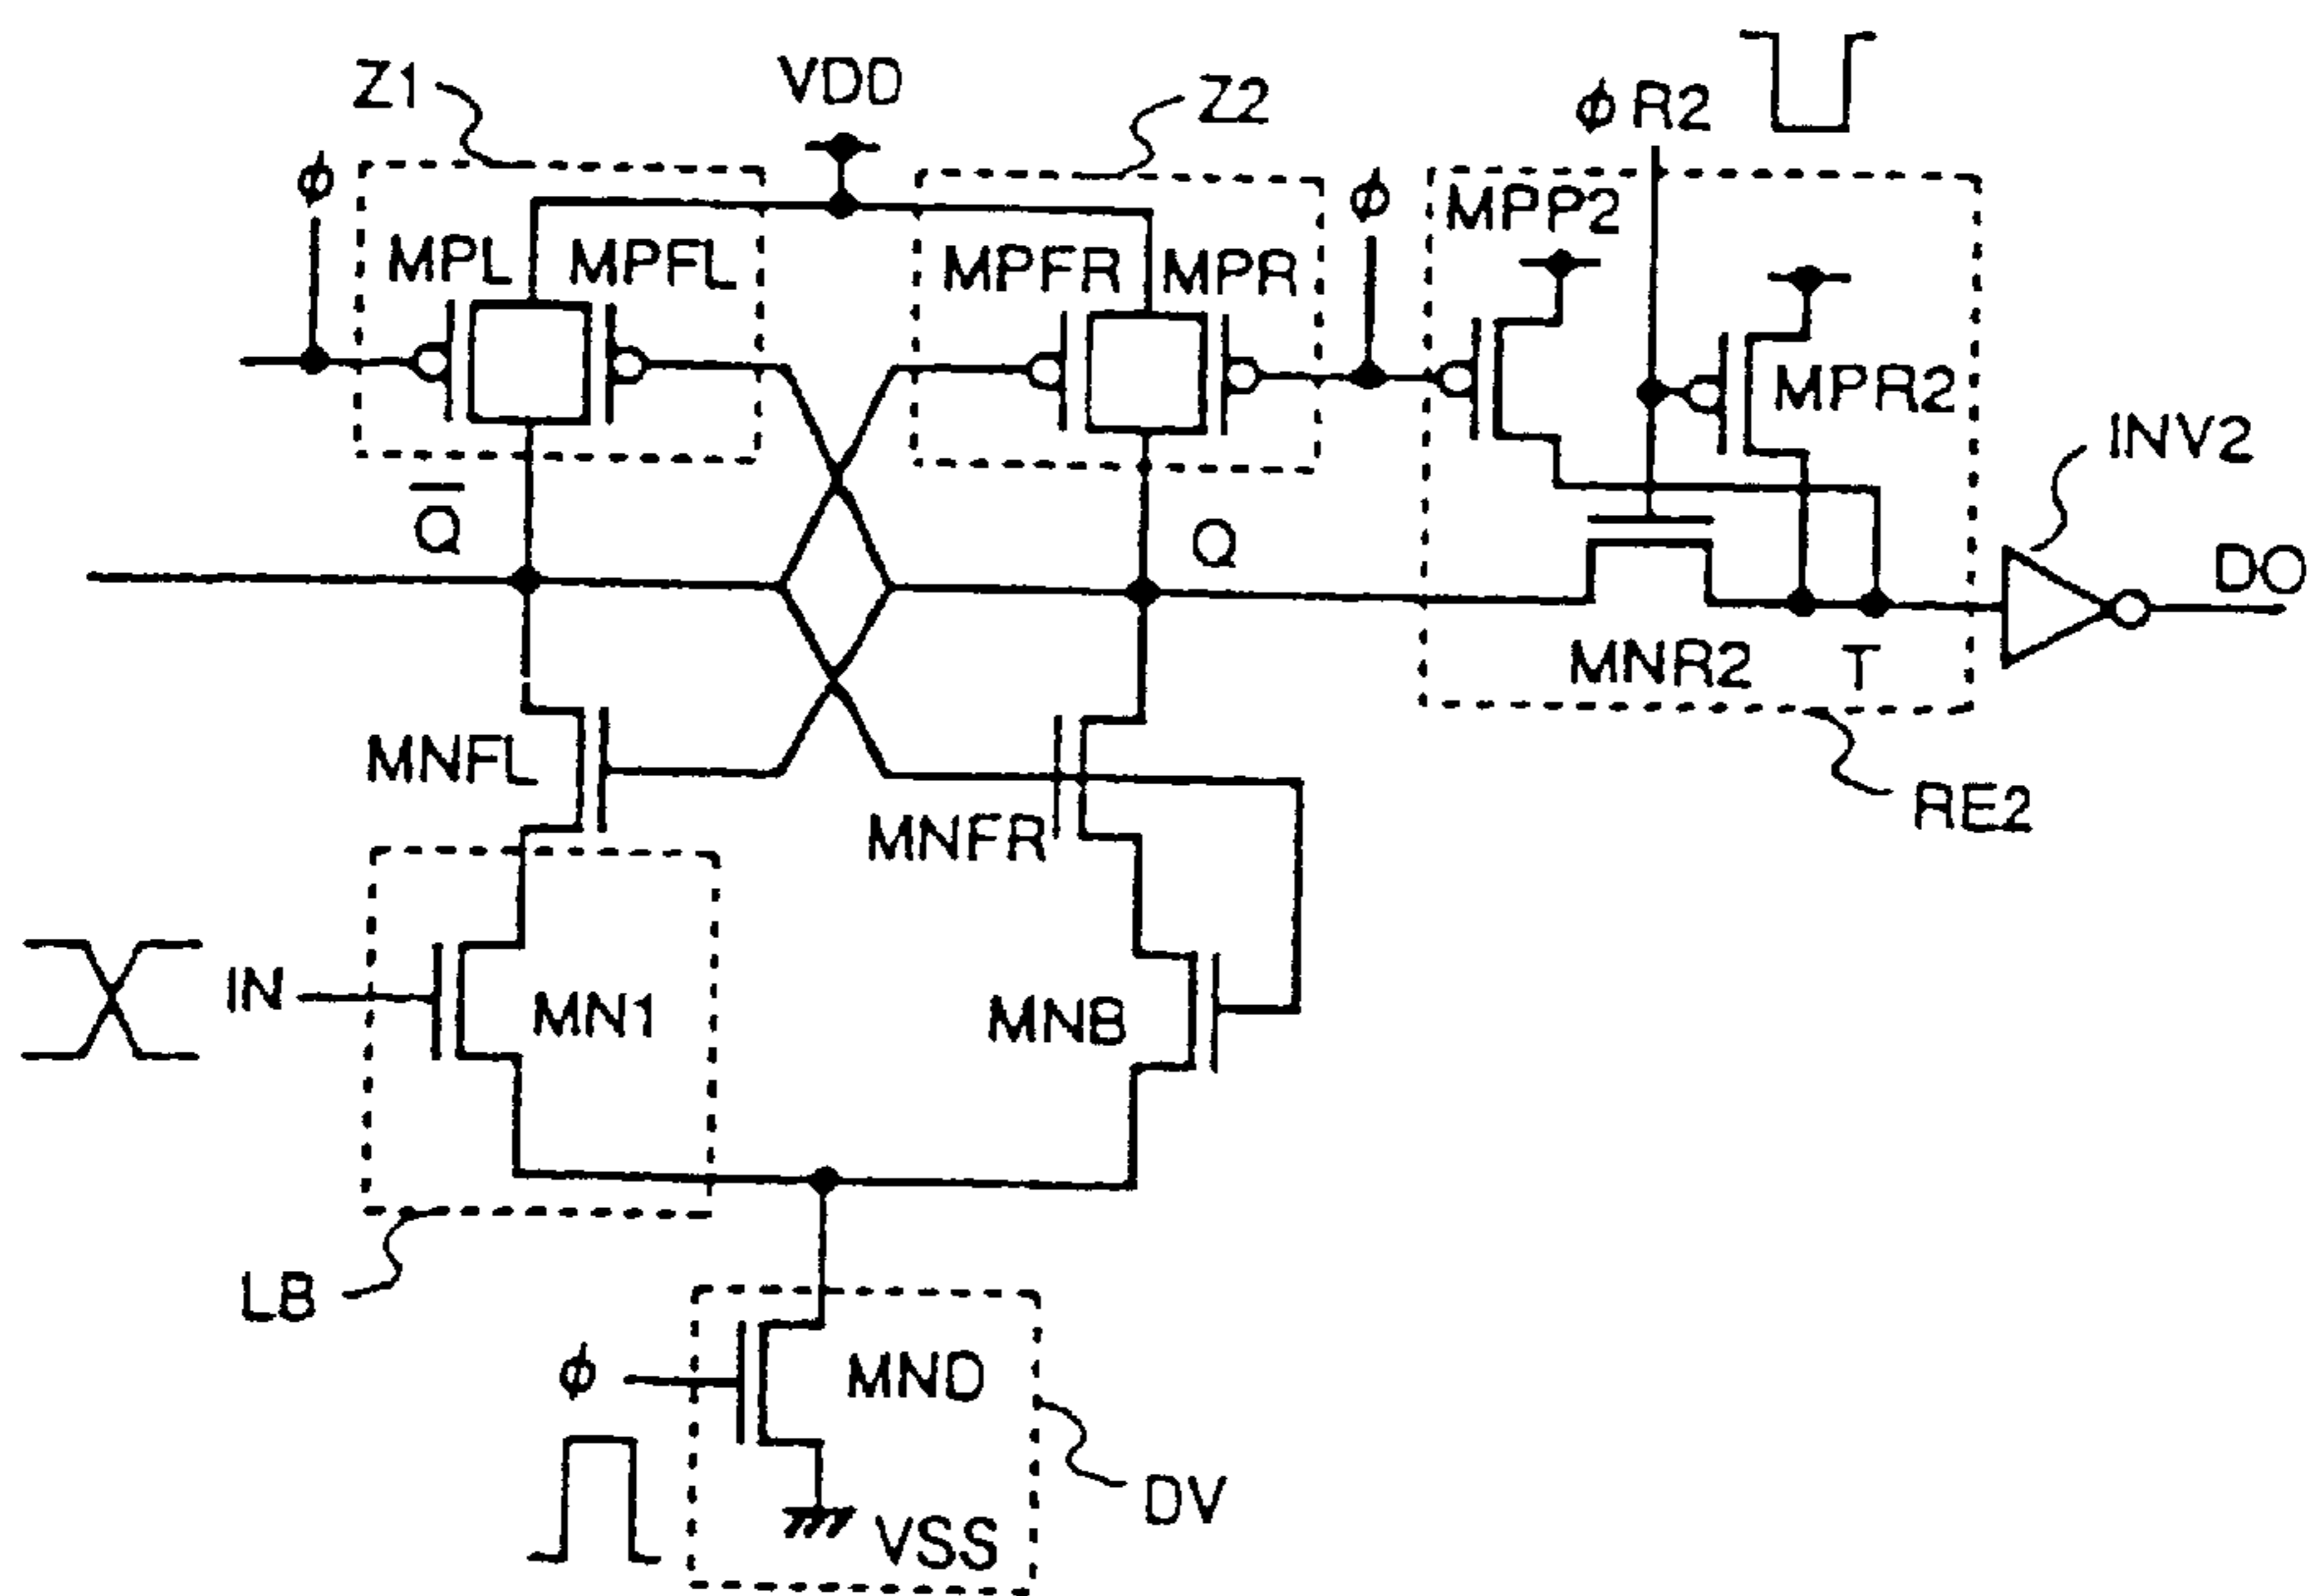 Z1
VDD
Z2
φ R2
φ
φ
MPP2
MPL
MPFL
MPFR
MPR
MPR2
INV2
Q̅
Q
DO
MNR2
T
MNFL
MNFR
RE2
IN
MN1
MNB
LB
φ
MND
DV
VSS